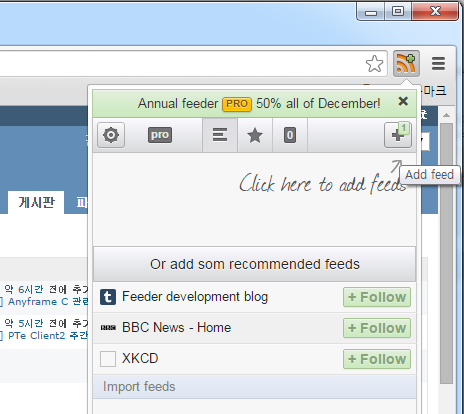 Annual feeder PRO 50% all of December!
pro
0
1
Add feed
Click here to add feeds
게시판
Or add som recommended feeds
t Feeder development blog + Follow
BBC BBC News - Home + Follow
XKCD + Follow
Import feeds
약 6시간 전에 추가
] Anyframe C 관련
약 5시간 전에 추가
] PTe Client2 주간